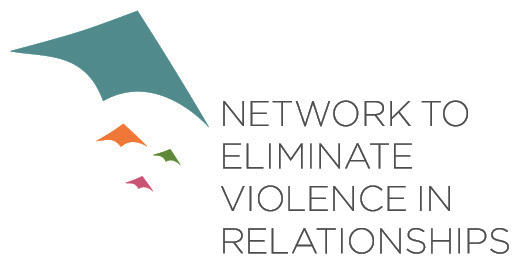 NETWORK TO
ELIMINATE
VIOLENCE IN
RELATIONSHIPS